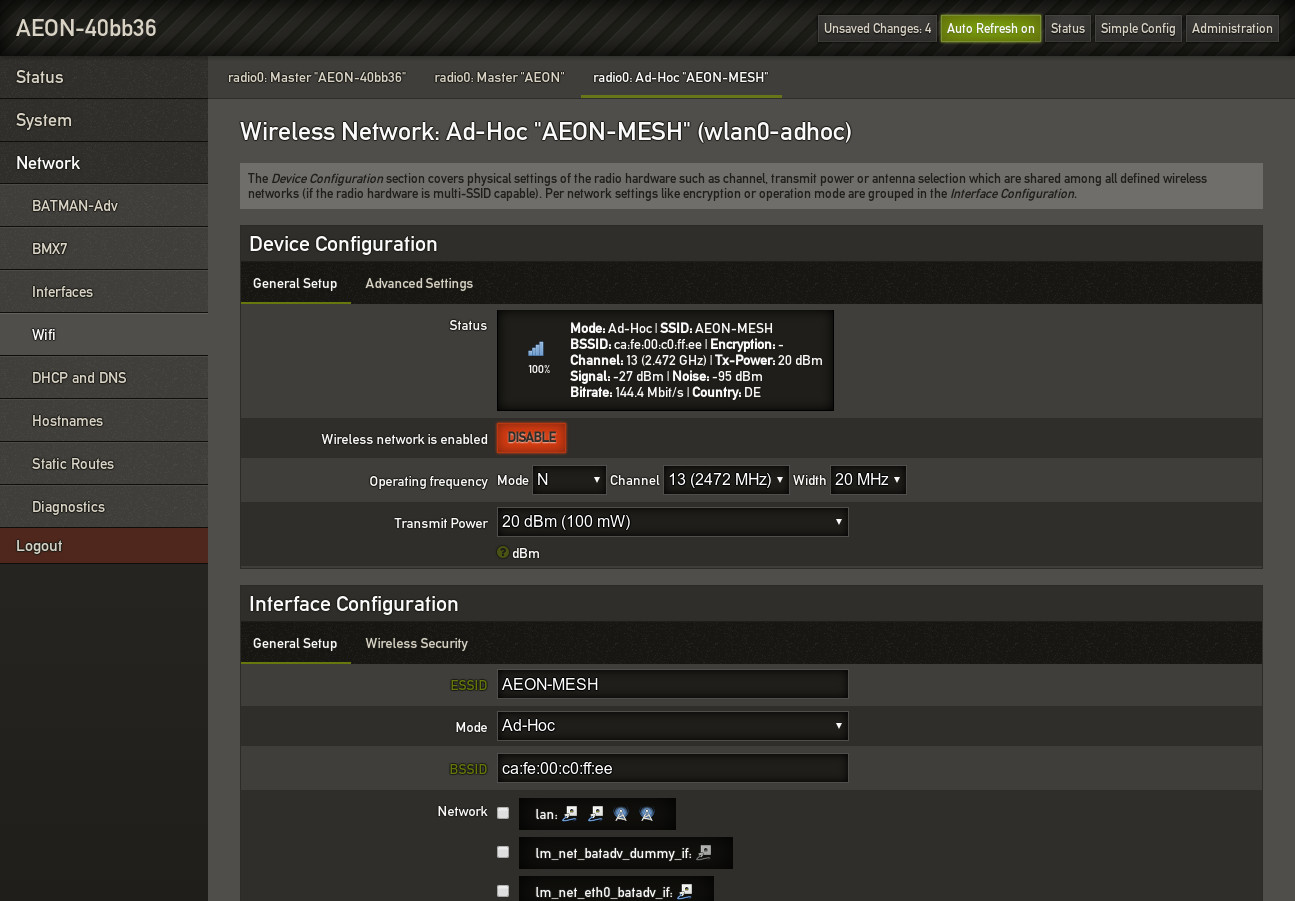 AEON-40bb36
Unsaved Changes: 4
Auto Refresh on
Status
Simple Config
Administration
Status
System
Network
BATMAN-Adv
BMX7
Interfaces
Wifi
DHCP and DNS
Hostnames
Static Routes
Diagnostics
Logout
radio0: Master "AEON-40bb36"
radio0: Master "AEON"
radio0: Ad-Hoc "AEON-MESH"
Wireless Network: Ad-Hoc "AEON-MESH" (wlan0-adhoc)
The Device Configuration section covers physical settings of the radio hardware such as channel, transmit power or antenna selection which are shared among all defined wireless
networks (if the radio hardware is multi-SSID capable). Per network settings like encryption or operation mode are grouped in the Interface Configuration.
Device Configuration
General Setup
Advanced Settings
Status
100%
Mode: Ad-Hoc | SSID: AEON-MESH
BSSID: ca:fe:00:c0:ff:ee | Encryption: -
Channel: 13 (2.472 GHz) | Tx-Power: 20 dBm
Signal: -27 dBm | Noise: -95 dBm
Bitrate: 144.4 Mbit/s | Country: DE
Wireless network is enabled
DISABLE
Operating frequency
Mode N Channel 13 (2472 MHz) Width 20 MHz
Transmit Power
20 dBm (100 mW)
? dBm
Interface Configuration
General Setup
Wireless Security
ESSID
AEON-MESH
Mode
Ad-Hoc
BSSID
ca:fe:00:c0:ff:ee
Network
lan:
lm_net_batadv_dummy_if:
lm_net_eth0_batadv_if: